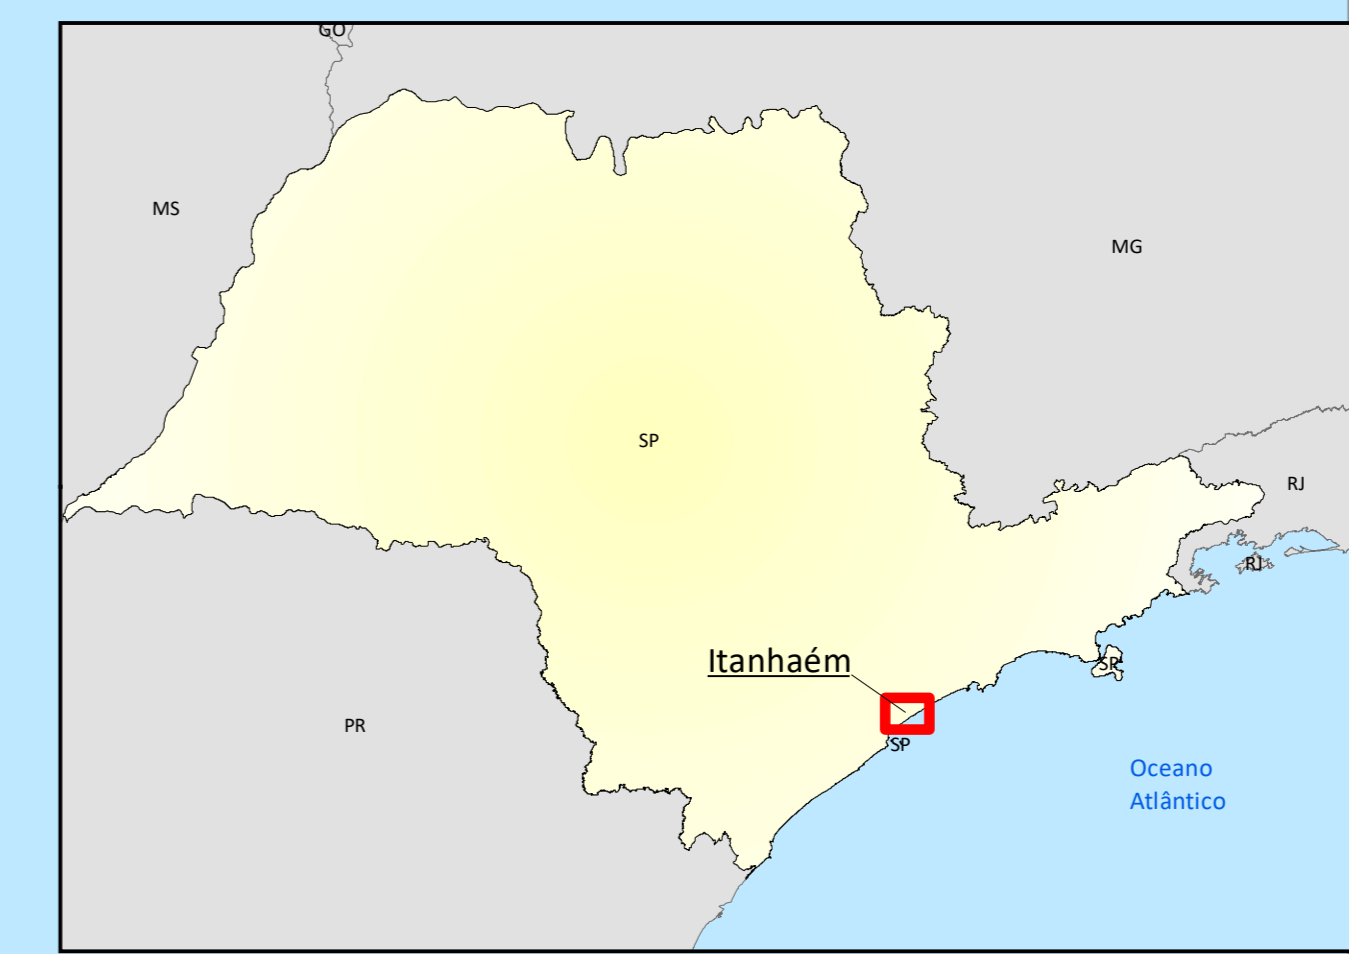 GO
MS
MG
SP
RJ
RJ
Itanhaém
SP
PR
SP
Oceano
Atlântico